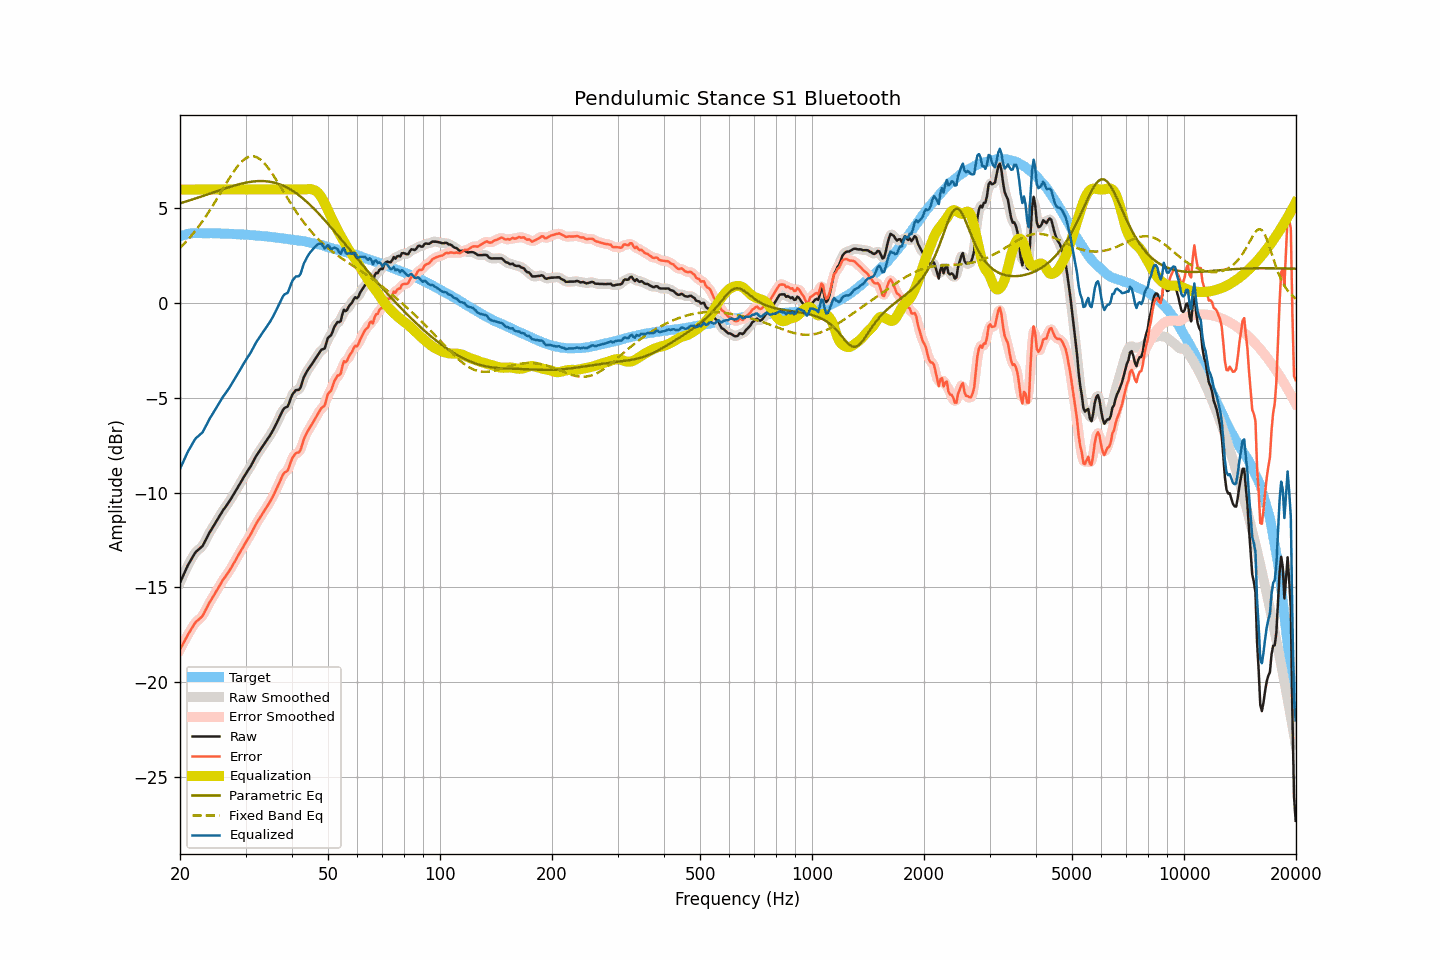 Pendulumic Stance S1 Bluetooth
Amplitude (dBr)
5
0
−5
−10
−15
−20
−25
Target
Raw Smoothed
Error Smoothed
Raw
Error
Equalization
Parametric Eq
Fixed Band Eq
Equalized
20 50 100 200 500 1000 2000 5000 10000 20000
Frequency (Hz)